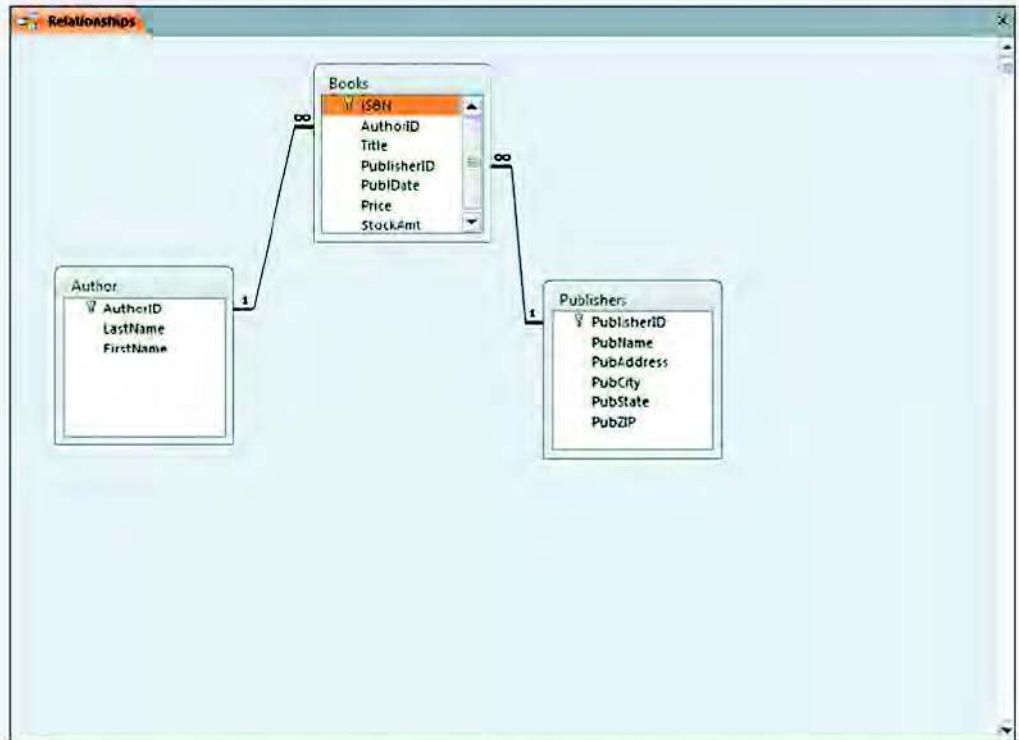 Relationships
Books
ISBN
AuthorID
Title
PublisherID
PublDate
Price
StockAmt
∞
∞
Author
AuthorID
LastName
FirstName
1
Publishers
PublisherID
PubName
PubAddress
PubCity
PubState
PubZIP
1